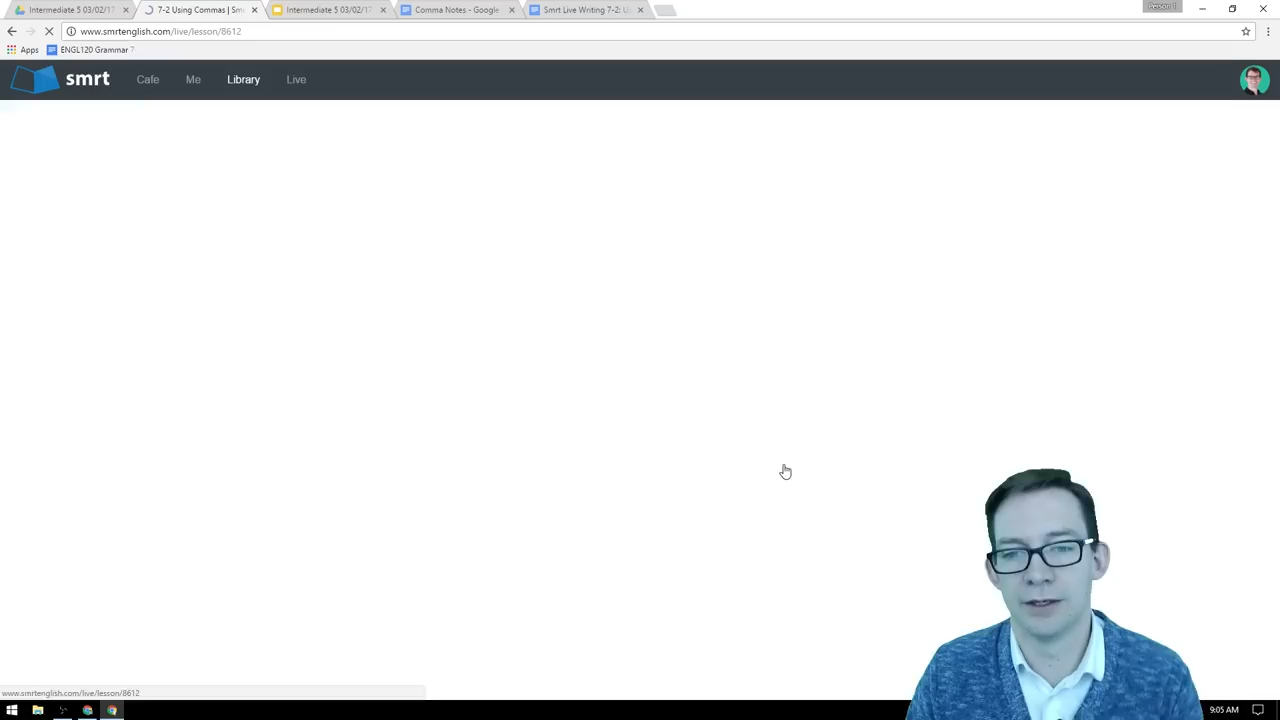 Intermediate 5 03/02/17
7-2 Using Commas | Sm
Intermediate 5 03/02/17
Comma Notes - Google
Smrt Live Writing 7-2: U
Person 1
www.smrtenglish.com/live/lesson/8612
Apps
ENGL120 Grammar 7
smrt
Cafe
Me
Library
Live
www.smrtenglish.com/live/lesson/8612
9:05 AM